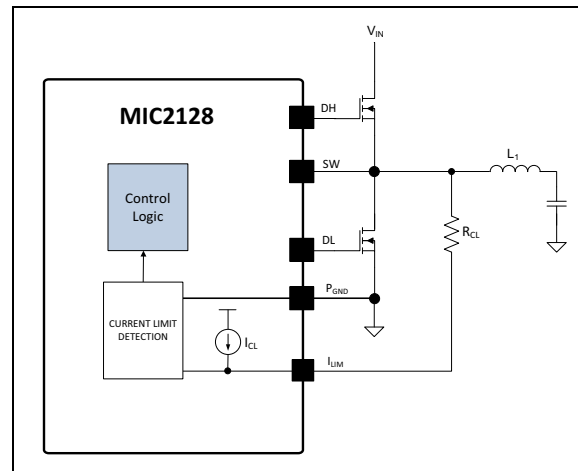 V_IN
MIC2128
DH
SW
L_1
Control
Logic
DL
R_CL
P_GND
CURRENT LIMIT
DETECTION
I_CL
I_LIM